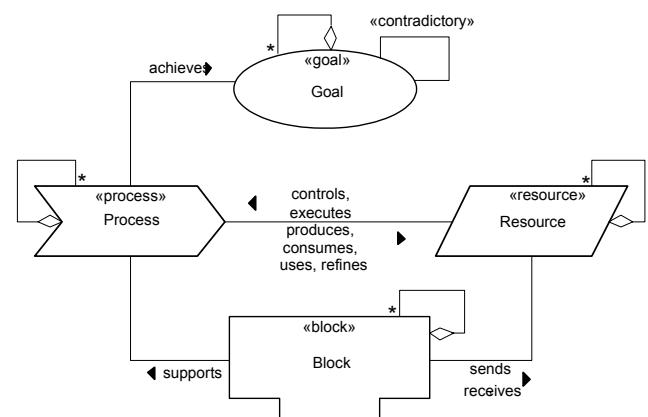 «contradictory»
*
«goal»
Goal
achieves
*
«process»
Process
controls,
executes
produces,
consumes,
uses, refines
*
«resource»
Resource
*
«block»
Block
supports
sends
receives